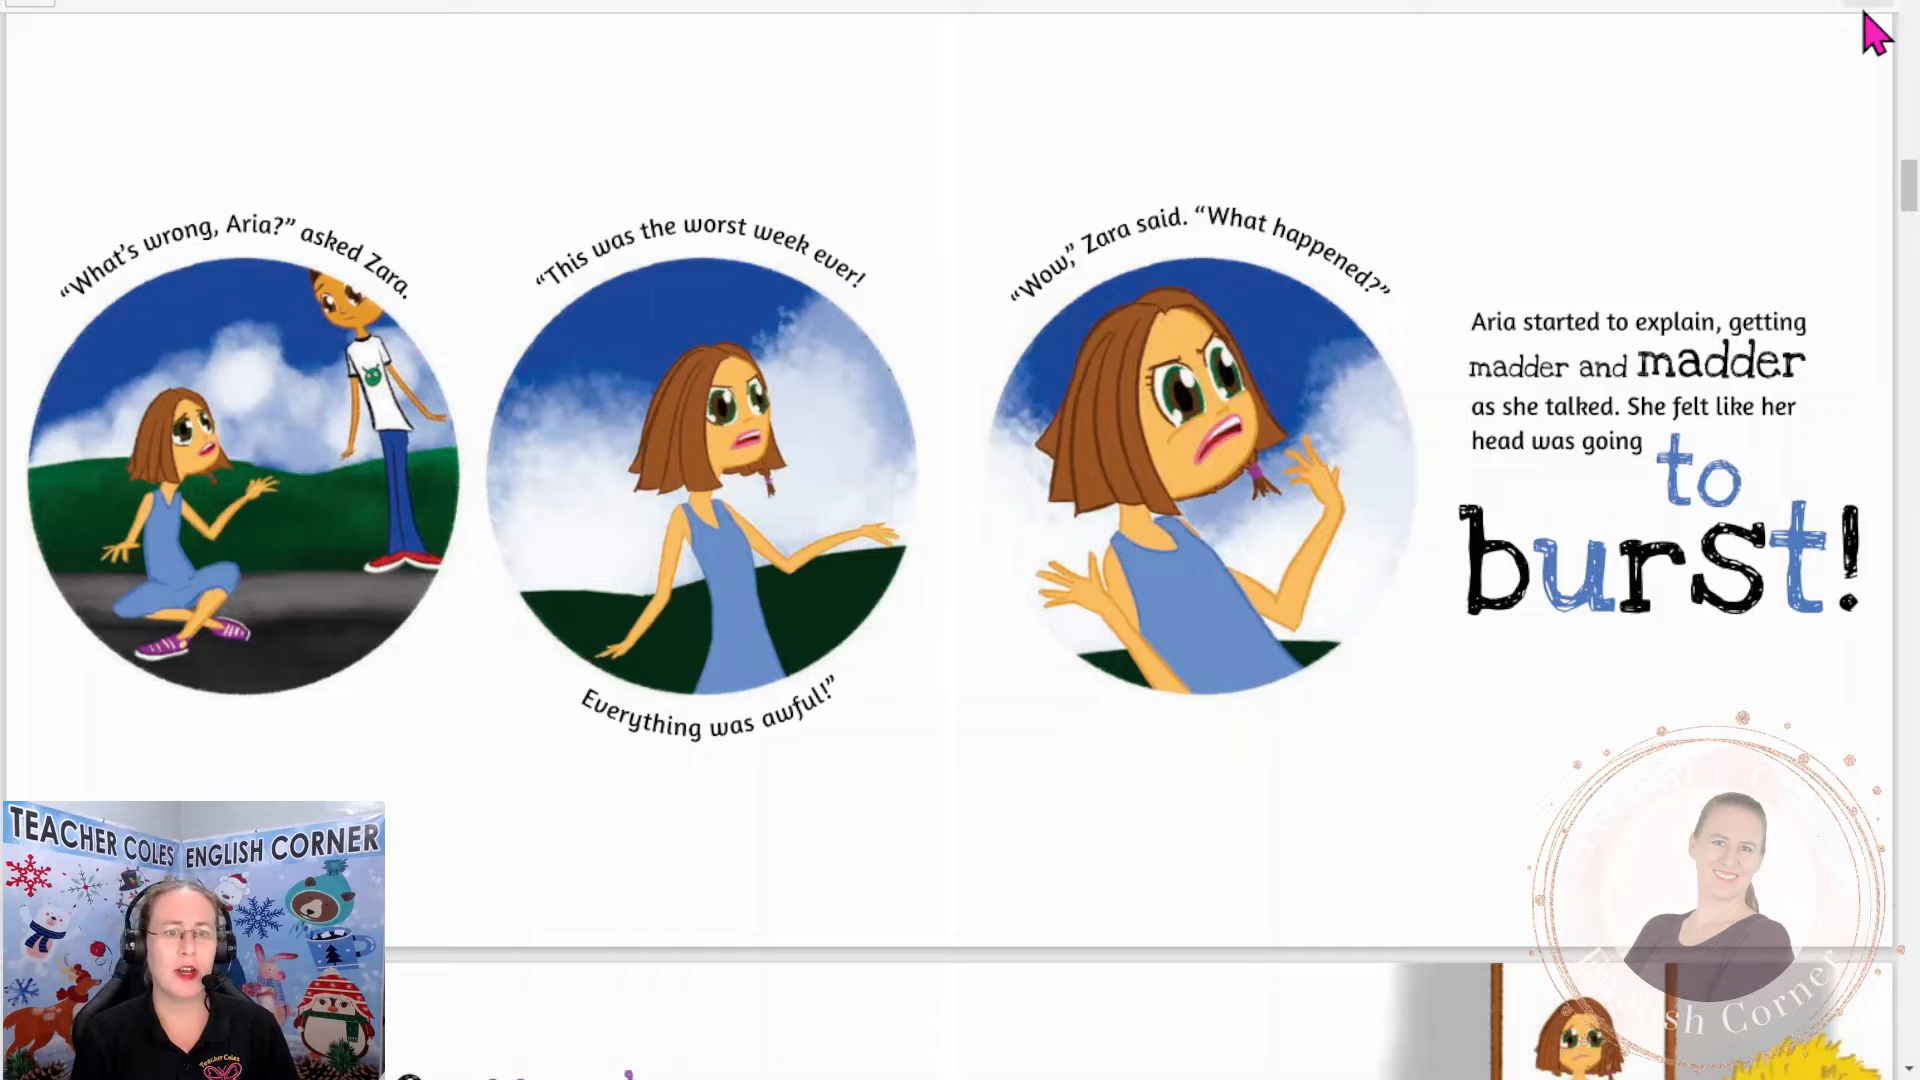 “What’s wrong, Aria?” asked Zara.
“This was the worst week ever!
Everything was awful!”
“Wow,” Zara said. “What happened?”
Aria started to explain, getting
madder and madder
as she talked. She felt like her
head was going
to
burst!
TEACHER COLES ENGLISH CORNER
Teacher Coles
English Corner